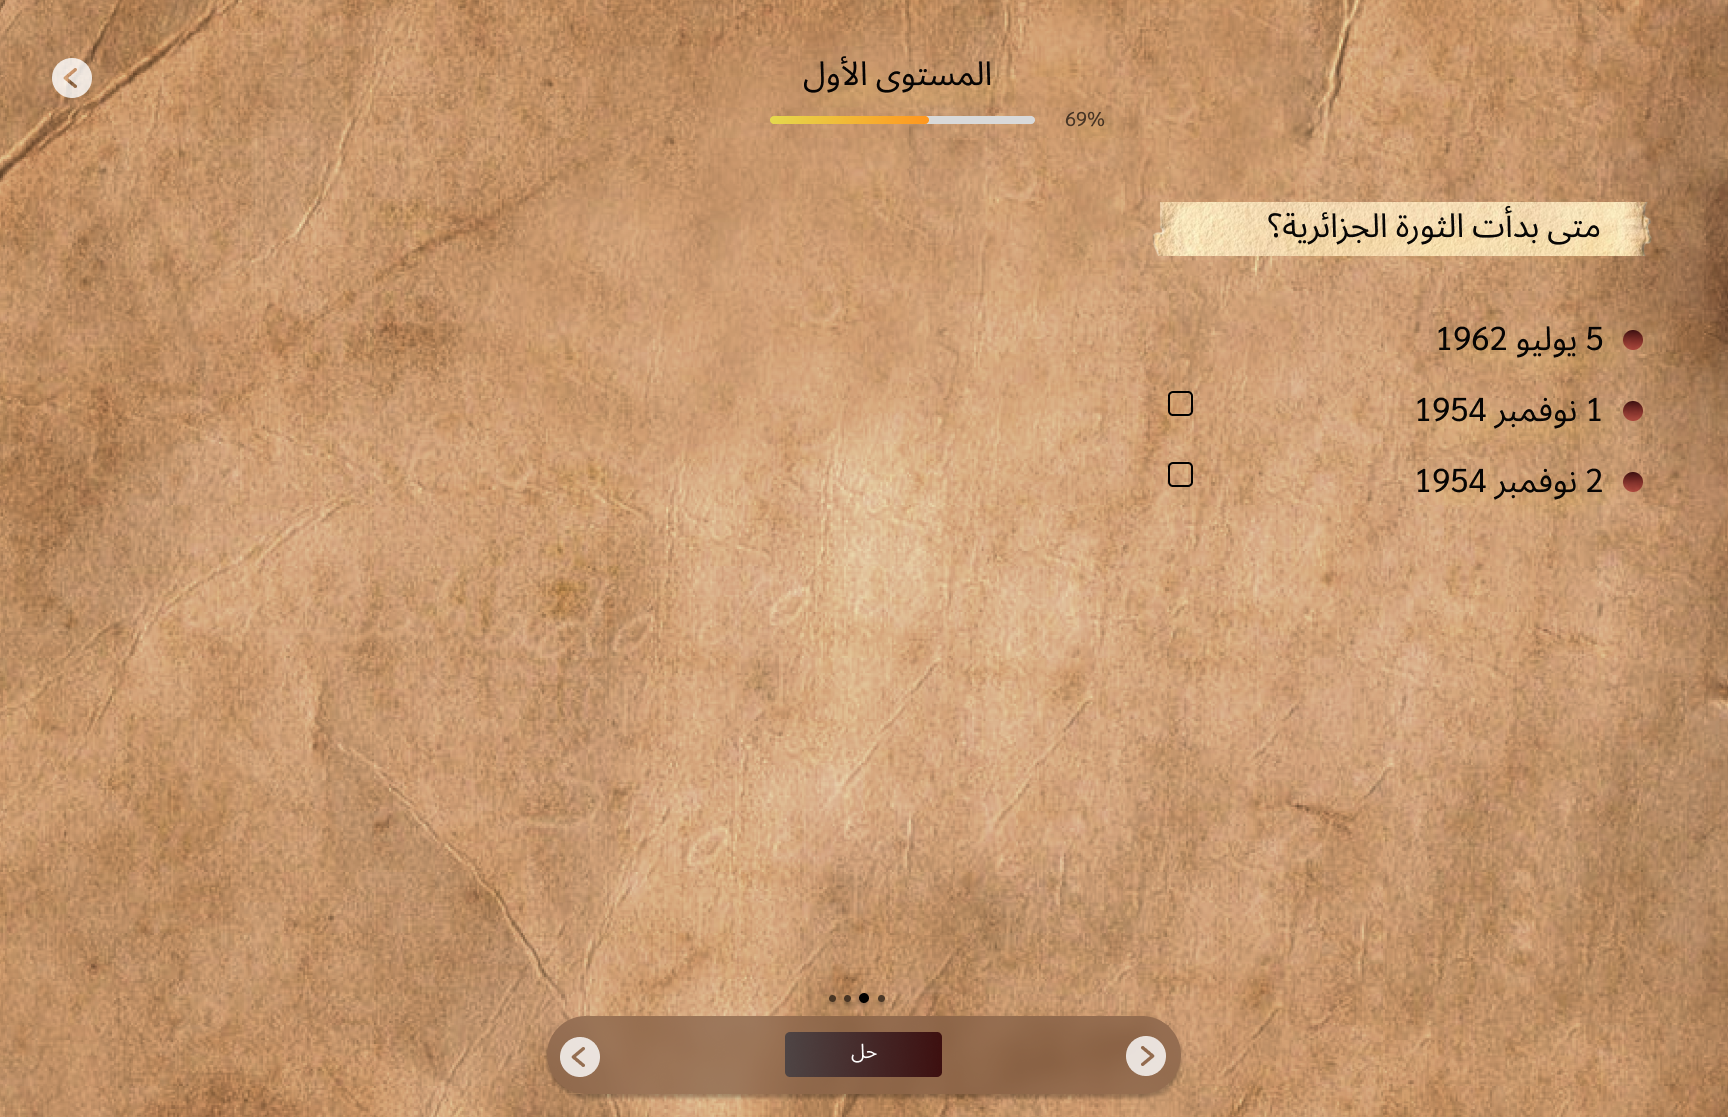 المستوى الأول
69%
متى بدأت الثورة الجزائرية؟
5 يوليو 1962
1 نوفمبر 1954
2 نوفمبر 1954
حل